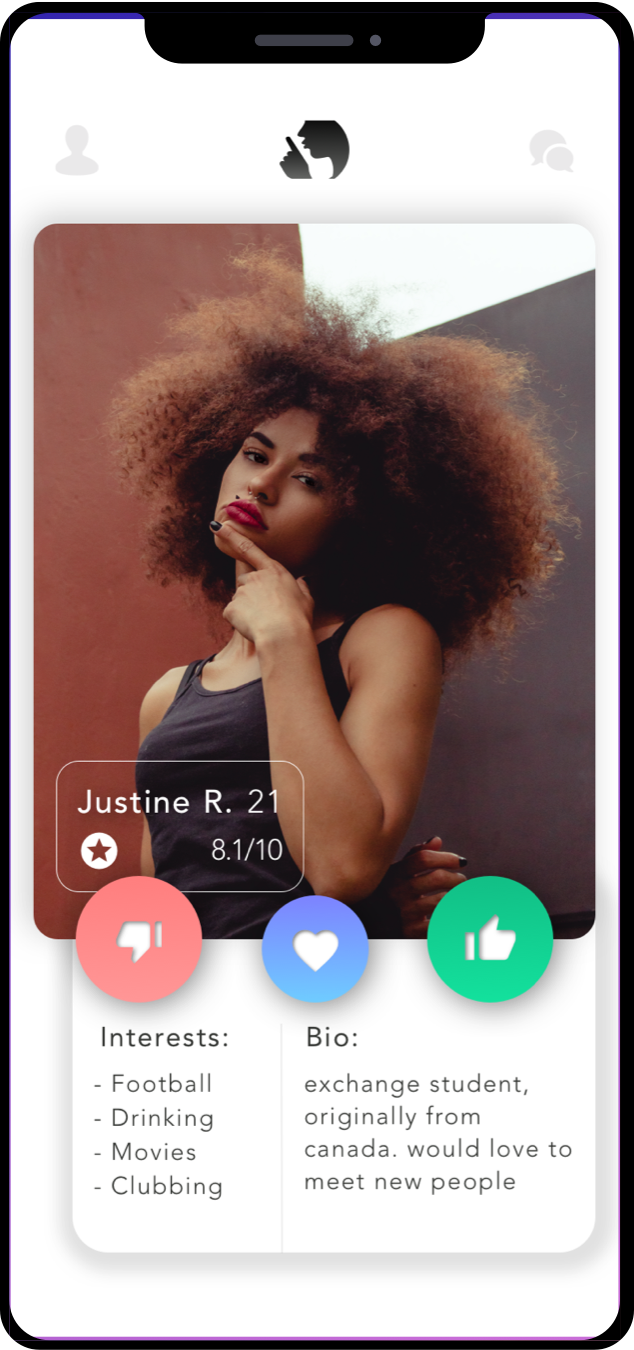 Justine R. 21
8.1/10
Interests:
- Football
- Drinking
- Movies
- Clubbing
Bio:
exchange student,
originally from
canada. would love to
meet new people